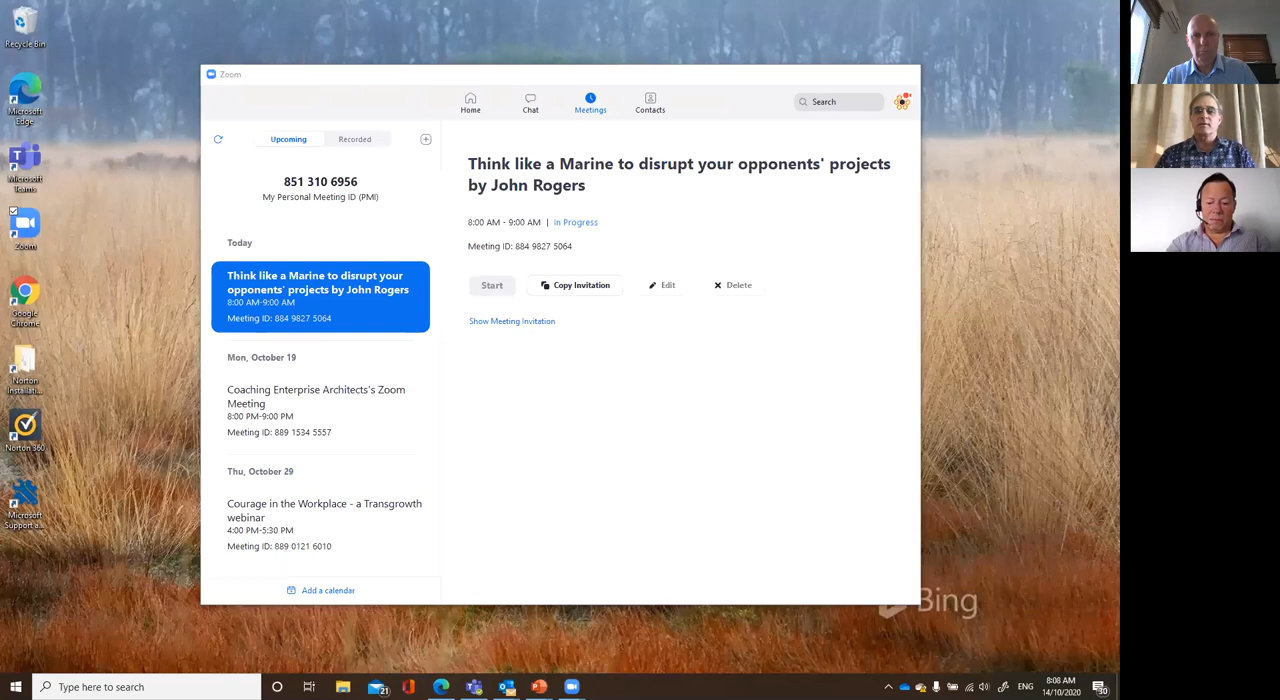 Recycle Bin
Microsoft
Edge
Microsoft
Teams
Zoom
Google
Chrome
Norton
Installati...
Norton 360
Microsoft
Support a...
Zoom
Home
Chat
Meetings
Contacts
Search
Upcoming
Recorded
851 310 6956
My Personal Meeting ID (PMI)
Today
Think like a Marine to disrupt your
opponents' projects by John Rogers
8:00 AM-9:00 AM
Meeting ID: 884 9827 5064
Mon, October 19
Coaching Enterprise Architects's Zoom
Meeting
8:00 PM-9:00 PM
Meeting ID: 889 1534 5557
Thu, October 29
Courage in the Workplace - a Transgrowth
webinar
4:00 PM-5:30 PM
Meeting ID: 889 0121 6010
Add a calendar
Think like a Marine to disrupt your opponents' projects
by John Rogers
8:00 AM - 9:00 AM | In Progress
Meeting ID: 884 9827 5064
Start
Copy Invitation
Edit
Delete
Show Meeting Invitation
Bing
Type here to search
21
ENG
8:08 AM
14/10/2020
30